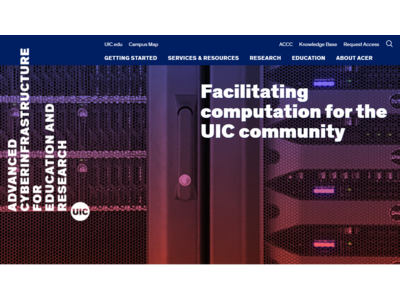 UIC.edu Campus Map ACCC Knowledge Base Request Access
GETTING STARTED SERVICES & RESOURCES RESEARCH EDUCATION ABOUT ACER
ADVANCED
CYBERINFRASTRUCTURE
FOR
EDUCATION AND
RESEARCH
UIC
Facilitating
computation for the
UIC community